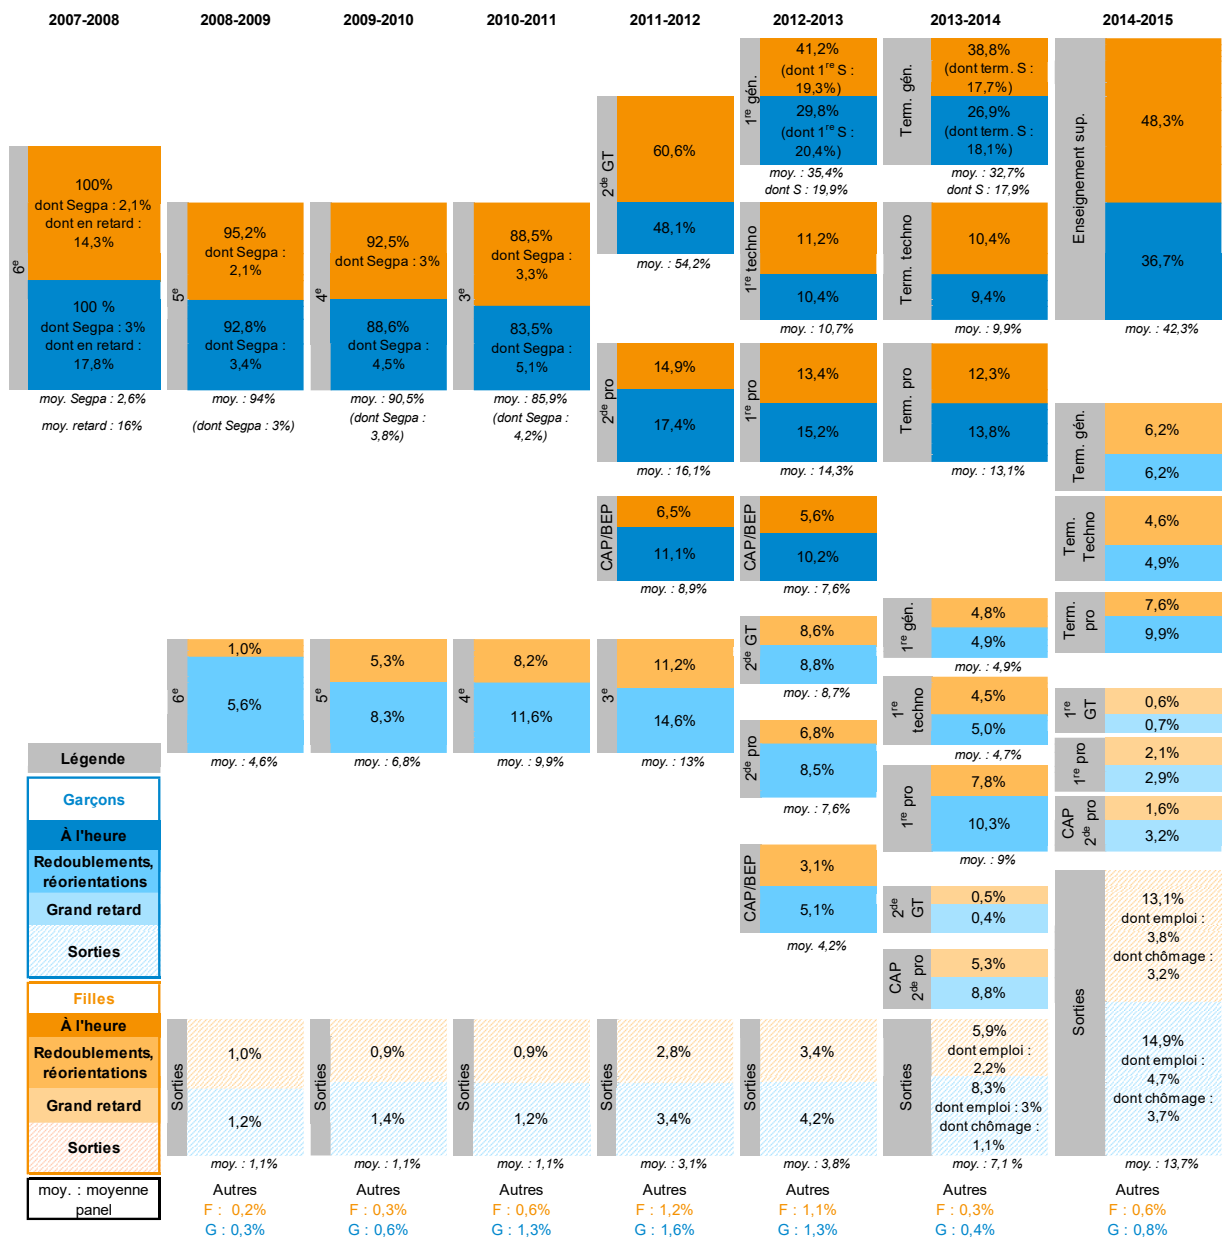 2007-2008
2008-2009
2009-2010
2010-2011
2011-2012
2012-2013
2013-2014
2014-2015
6e
100%
dont Segpa : 2,1%
dont en retard :
14,3%
100 %
dont Segpa : 3%
dont en retard :
17,8%
moy. Segpa : 2,6%
moy. retard : 16%
5e
95,2%
dont Segpa :
2,1%
92,8%
dont Segpa :
3,4%
moy. : 94%
(dont Segpa : 3%)
4e
92,5%
dont Segpa : 3%
88,6%
dont Segpa :
4,5%
moy. : 90,5%
(dont Segpa :
3,8%)
3e
88,5%
dont Segpa :
3,3%
83,5%
dont Segpa :
5,1%
moy. : 85,9%
(dont Segpa :
4,2%)
2de GT
60,6%
48,1%
moy. : 54,2%
2de pro
14,9%
17,4%
moy. : 16,1%
CAP/BEP
6,5%
11,1%
moy. : 8,9%
1re gén.
41,2%
(dont 1re S :
19,3%)
29,8%
(dont 1re S :
20,4%)
moy. : 35,4%
dont S : 19,9%
1re techno
11,2%
10,4%
moy. : 10,7%
1re pro
13,4%
15,2%
moy. : 14,3%
CAP/BEP
5,6%
10,2%
moy. : 7,6%
Term. gén.
38,8%
(dont term. S :
17,7%)
26,9%
(dont term. S :
18,1%)
moy. : 32,7%
dont S : 17,9%
Term. techno
10,4%
9,4%
moy. : 9,9%
Term. pro
12,3%
13,8%
moy. : 13,1%
Enseignement sup.
48,3%
36,7%
moy. : 42,3%
Term. gén.
6,2%
6,2%
Term.
Techno
4,6%
4,9%
Term.
pro
7,6%
9,9%
6e
1,0%
5,6%
moy. : 4,6%
5e
5,3%
8,3%
moy. : 6,8%
4e
8,2%
11,6%
moy. : 9,9%
3e
11,2%
14,6%
moy. : 13%
2de GT
8,6%
8,8%
moy. : 8,7%
2de pro
6,8%
8,5%
moy. : 7,6%
CAP/BEP
3,1%
5,1%
moy. 4,2%
1re gén.
4,8%
4,9%
moy. : 4,9%
1re
techno
4,5%
5,0%
moy. : 4,7%
1re pro
7,8%
10,3%
moy. : 9%
2de
GT
0,5%
0,4%
CAP
2de pro
5,3%
8,8%
1re
GT
0,6%
0,7%
1re pro
2,1%
2,9%
CAP
2de pro
1,6%
3,2%
Légende
Garçons
À l'heure
Redoublements,
réorientations
Grand retard
Sorties
Filles
À l'heure
Redoublements,
réorientations
Grand retard
Sorties
moy. : moyenne
panel
Sorties
1,0%
1,2%
moy. : 1,1%
Sorties
0,9%
1,4%
moy. : 1,1%
Sorties
0,9%
1,2%
moy. : 1,1%
Sorties
2,8%
3,4%
moy. : 3,1%
Sorties
3,4%
4,2%
moy. : 3,8%
Sorties
5,9%
dont emploi :
2,2%
8,3%
dont emploi : 3%
dont chômage :
1,1%
moy. : 7,1 %
Sorties
13,1%
dont emploi :
3,8%
dont chômage :
3,2%
14,9%
dont emploi :
4,7%
dont chômage :
3,7%
moy. : 13,7%
Autres
F : 0,2%
G : 0,3%
Autres
F : 0,3%
G : 0,6%
Autres
F : 0,6%
G : 1,3%
Autres
F : 1,2%
G : 1,6%
Autres
F : 1,1%
G : 1,3%
Autres
F : 0,3%
G : 0,4%
Autres
F : 0,6%
G : 0,8%